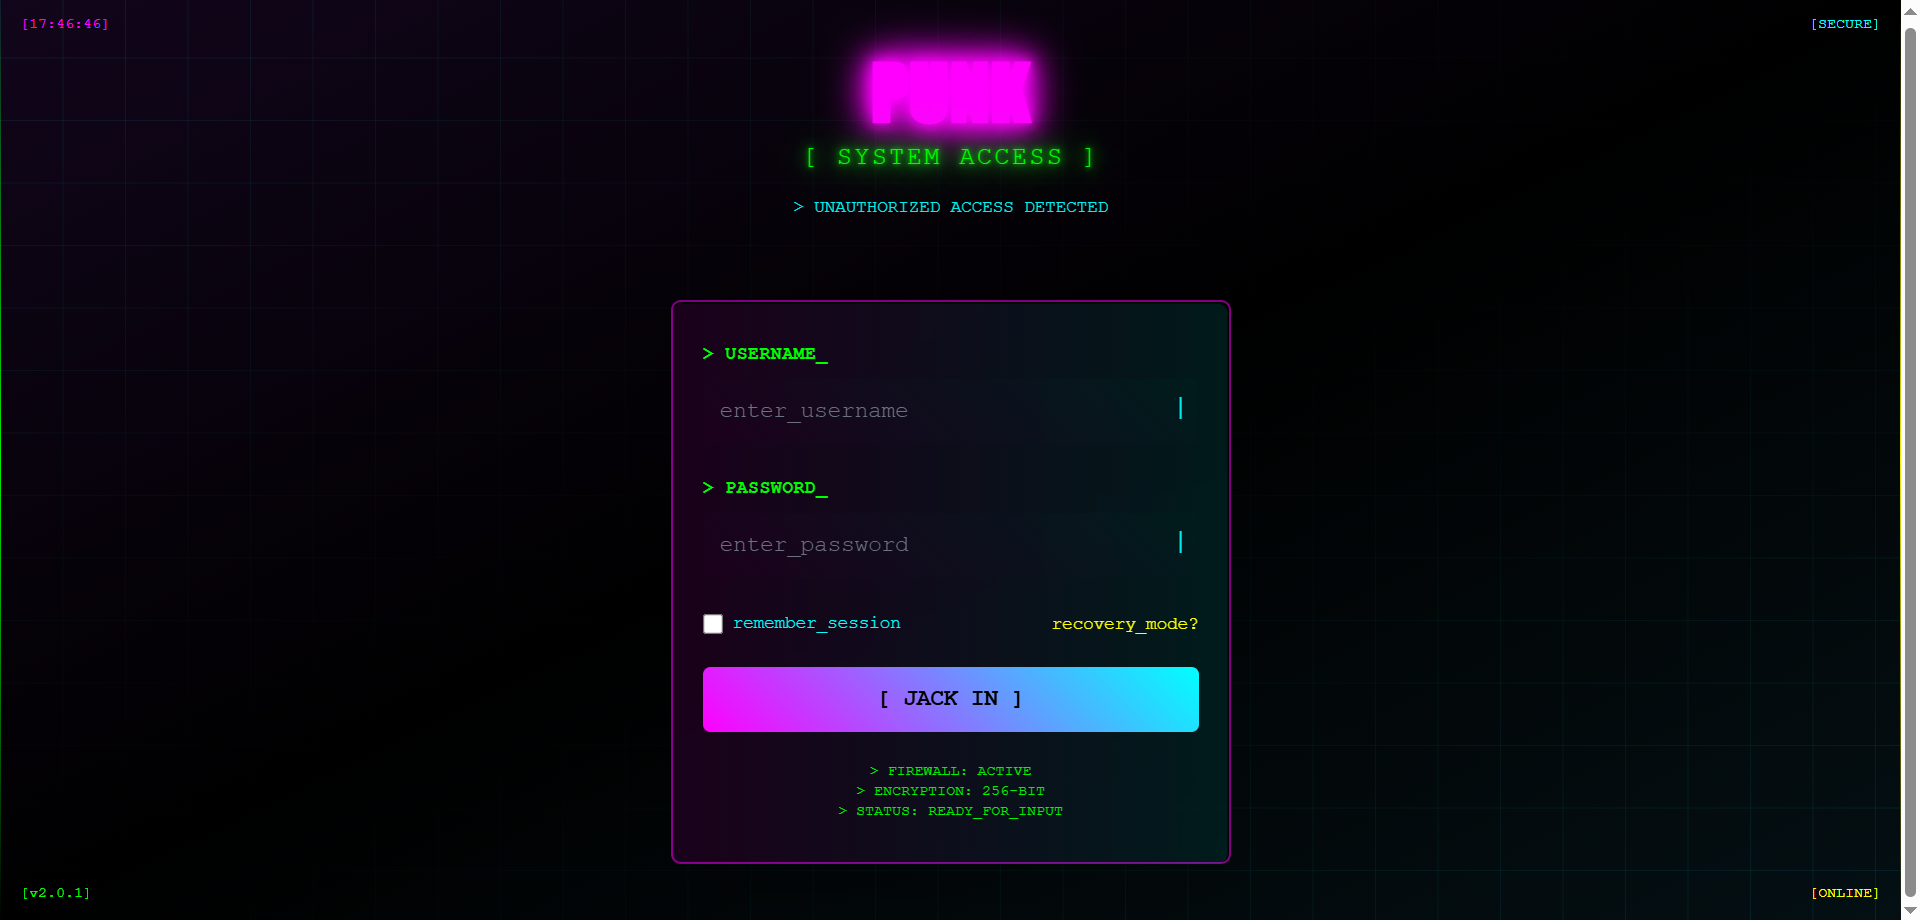 [17:46:46]
[SECURE]
PUNK
[ SYSTEM ACCESS ]
> UNAUTHORIZED ACCESS DETECTED
> USERNAME_
enter_username
> PASSWORD_
enter_password
remember_session
recovery_mode?
[ JACK IN ]
> FIREWALL: ACTIVE
> ENCRYPTION: 256-BIT
> STATUS: READY_FOR_INPUT
[v2.0.1]
[ONLINE]